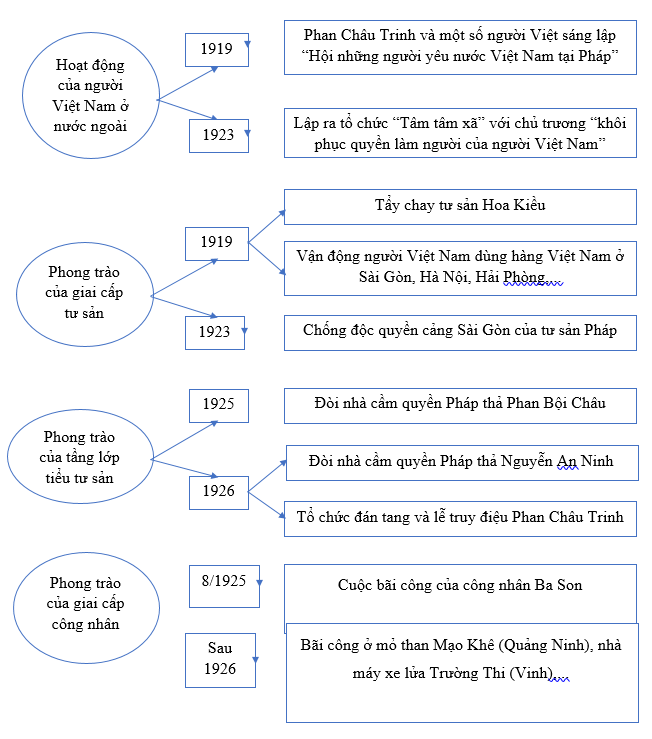 Hoạt động
của người
Việt Nam ở
nước ngoài
1919
Phan Châu Trinh và một số người Việt sáng lập
“Hội những người yêu nước Việt Nam tại Pháp”
1923
Lập ra tổ chức “Tâm tâm xã” với chủ trương “khôi
phục quyền làm người của người Việt Nam”
Phong trào
của giai cấp
tư sản
1919
Tẩy chay tư sản Hoa Kiều
Vận động người Việt Nam dùng hàng Việt Nam ở
Sài Gòn, Hà Nội, Hải Phòng,...
1923
Chống độc quyền cảng Sài Gòn của tư sản Pháp
Phong trào
của tầng lớp
tiểu tư sản
1925
Đòi nhà cầm quyền Pháp thả Phan Bội Châu
1926
Đòi nhà cầm quyền Pháp thả Nguyễn An Ninh
Tổ chức đán tang và lễ truy điệu Phan Châu Trinh
Phong trào
của giai cấp
công nhân
8/1925
Cuộc bãi công của công nhân Ba Son
Sau
1926
Bãi công ở mỏ than Mạo Khê (Quảng Ninh), nhà
máy xe lửa Trường Thi (Vinh),...